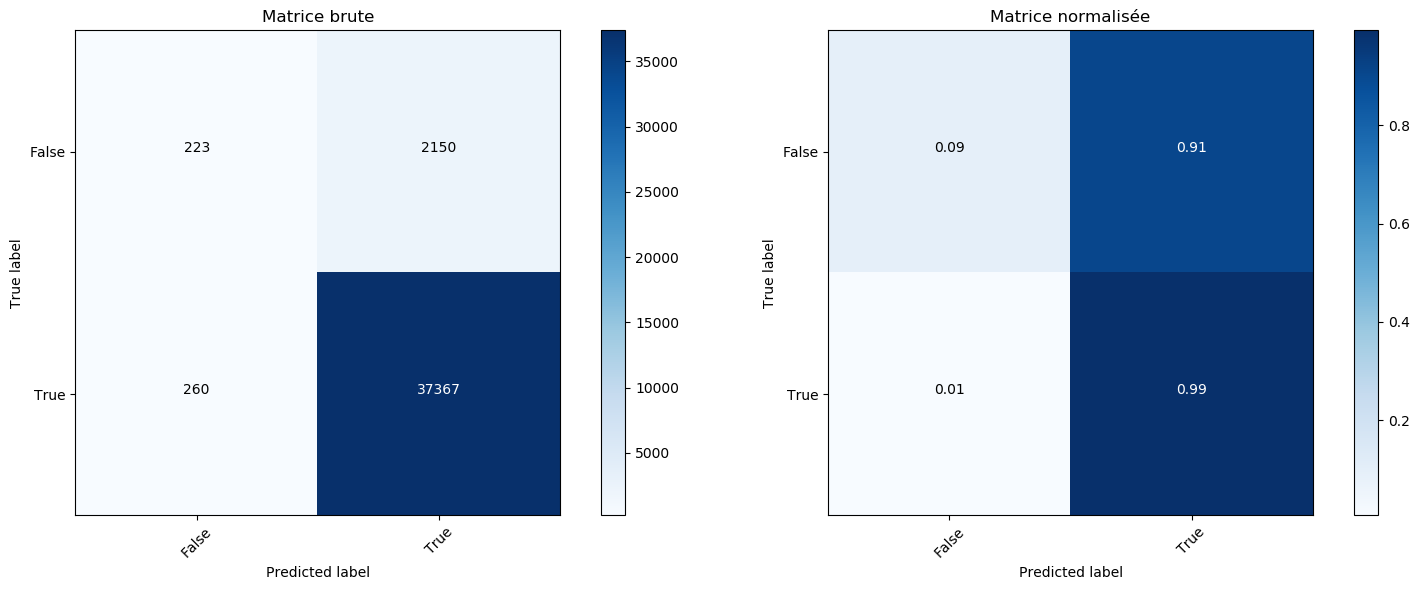 Matrice brute
True label
False
True
223
2150
260
37367
False
True
Predicted label
35000
30000
25000
20000
15000
10000
5000
Matrice normalisée
True label
False
True
0.09
0.91
0.01
0.99
False
True
Predicted label
0.8
0.6
0.4
0.2